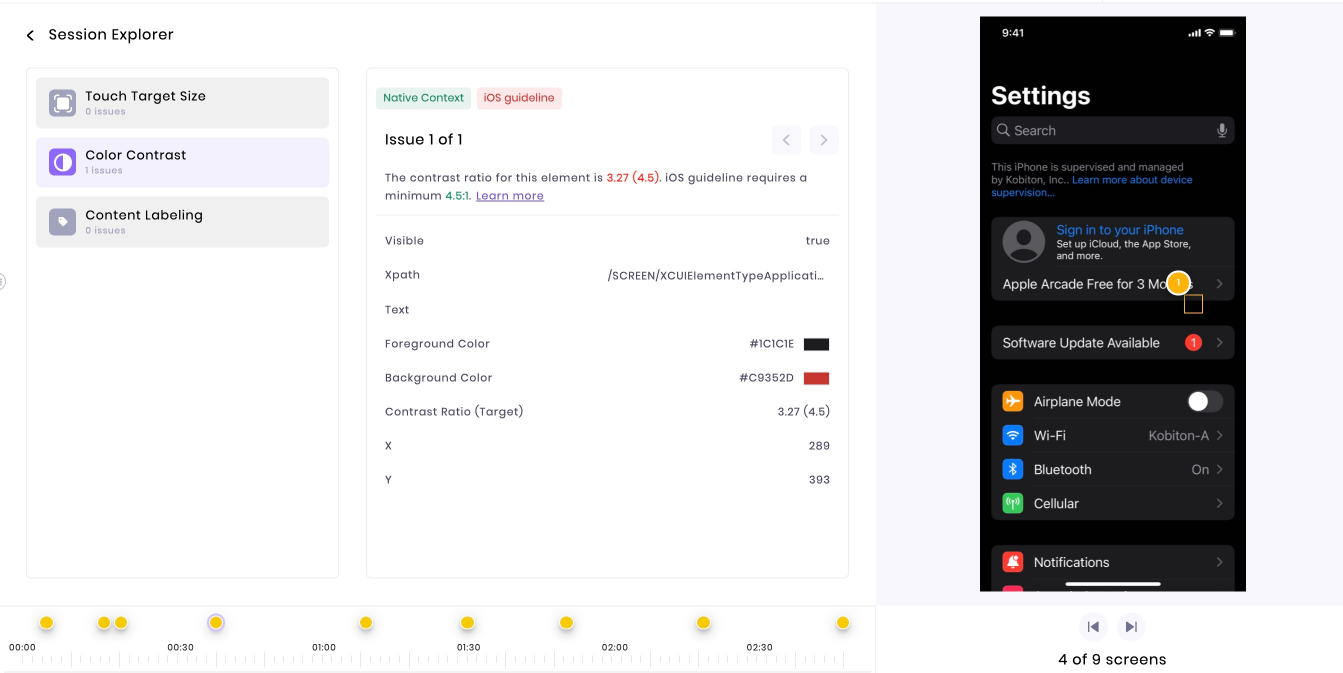 Session Explorer
Touch Target Size
0 issues
Color Contrast
1 issues
Content Labeling
0 issues
Native Context
iOS guideline
Issue 1 of 1
The contrast ratio for this element is 3.27 (4.5). iOS guideline requires a
minimum 4.5:1. Learn more
Visible
true
Xpath
/SCREEN/XCUIElementTypeApplicati...
Text
Foreground Color
#1C1C1E
Background Color
#C9352D
Contrast Ratio (Target)
3.27 (4.5)
X
289
Y
393
00:00
00:30
01:00
01:30
02:00
02:30
9:41
Settings
Search
This iPhone is supervised and managed
by Kobiton, Inc.. Learn more about device
supervision...
Sign in to your iPhone
Set up iCloud, the App Store,
and more.
Apple Arcade Free for 3
1
Software Update Available
1
Airplane Mode
Wi-Fi
Kobiton-A
Bluetooth
On
Cellular
Notifications
4 of 9 screens